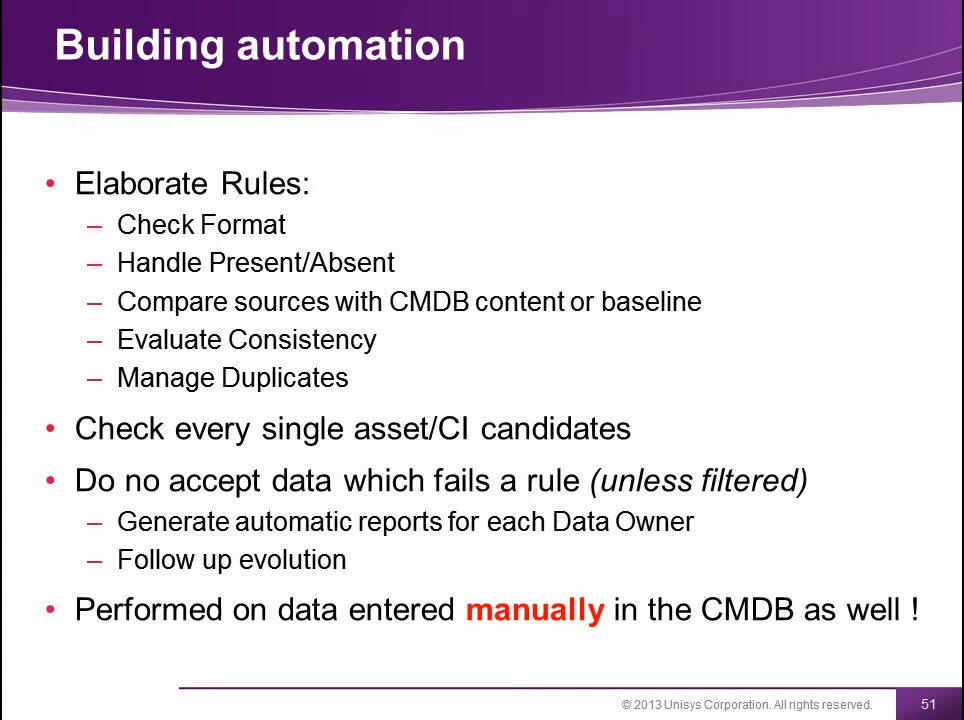 Building automation
• Elaborate Rules:
– Check Format
– Handle Present/Absent
– Compare sources with CMDB content or baseline
– Evaluate Consistency
– Manage Duplicates
• Check every single asset/CI candidates
• Do no accept data which fails a rule (unless filtered)
– Generate automatic reports for each Data Owner
– Follow up evolution
• Performed on data entered manually in the CMDB as well !
© 2013 Unisys Corporation. All rights reserved. 51